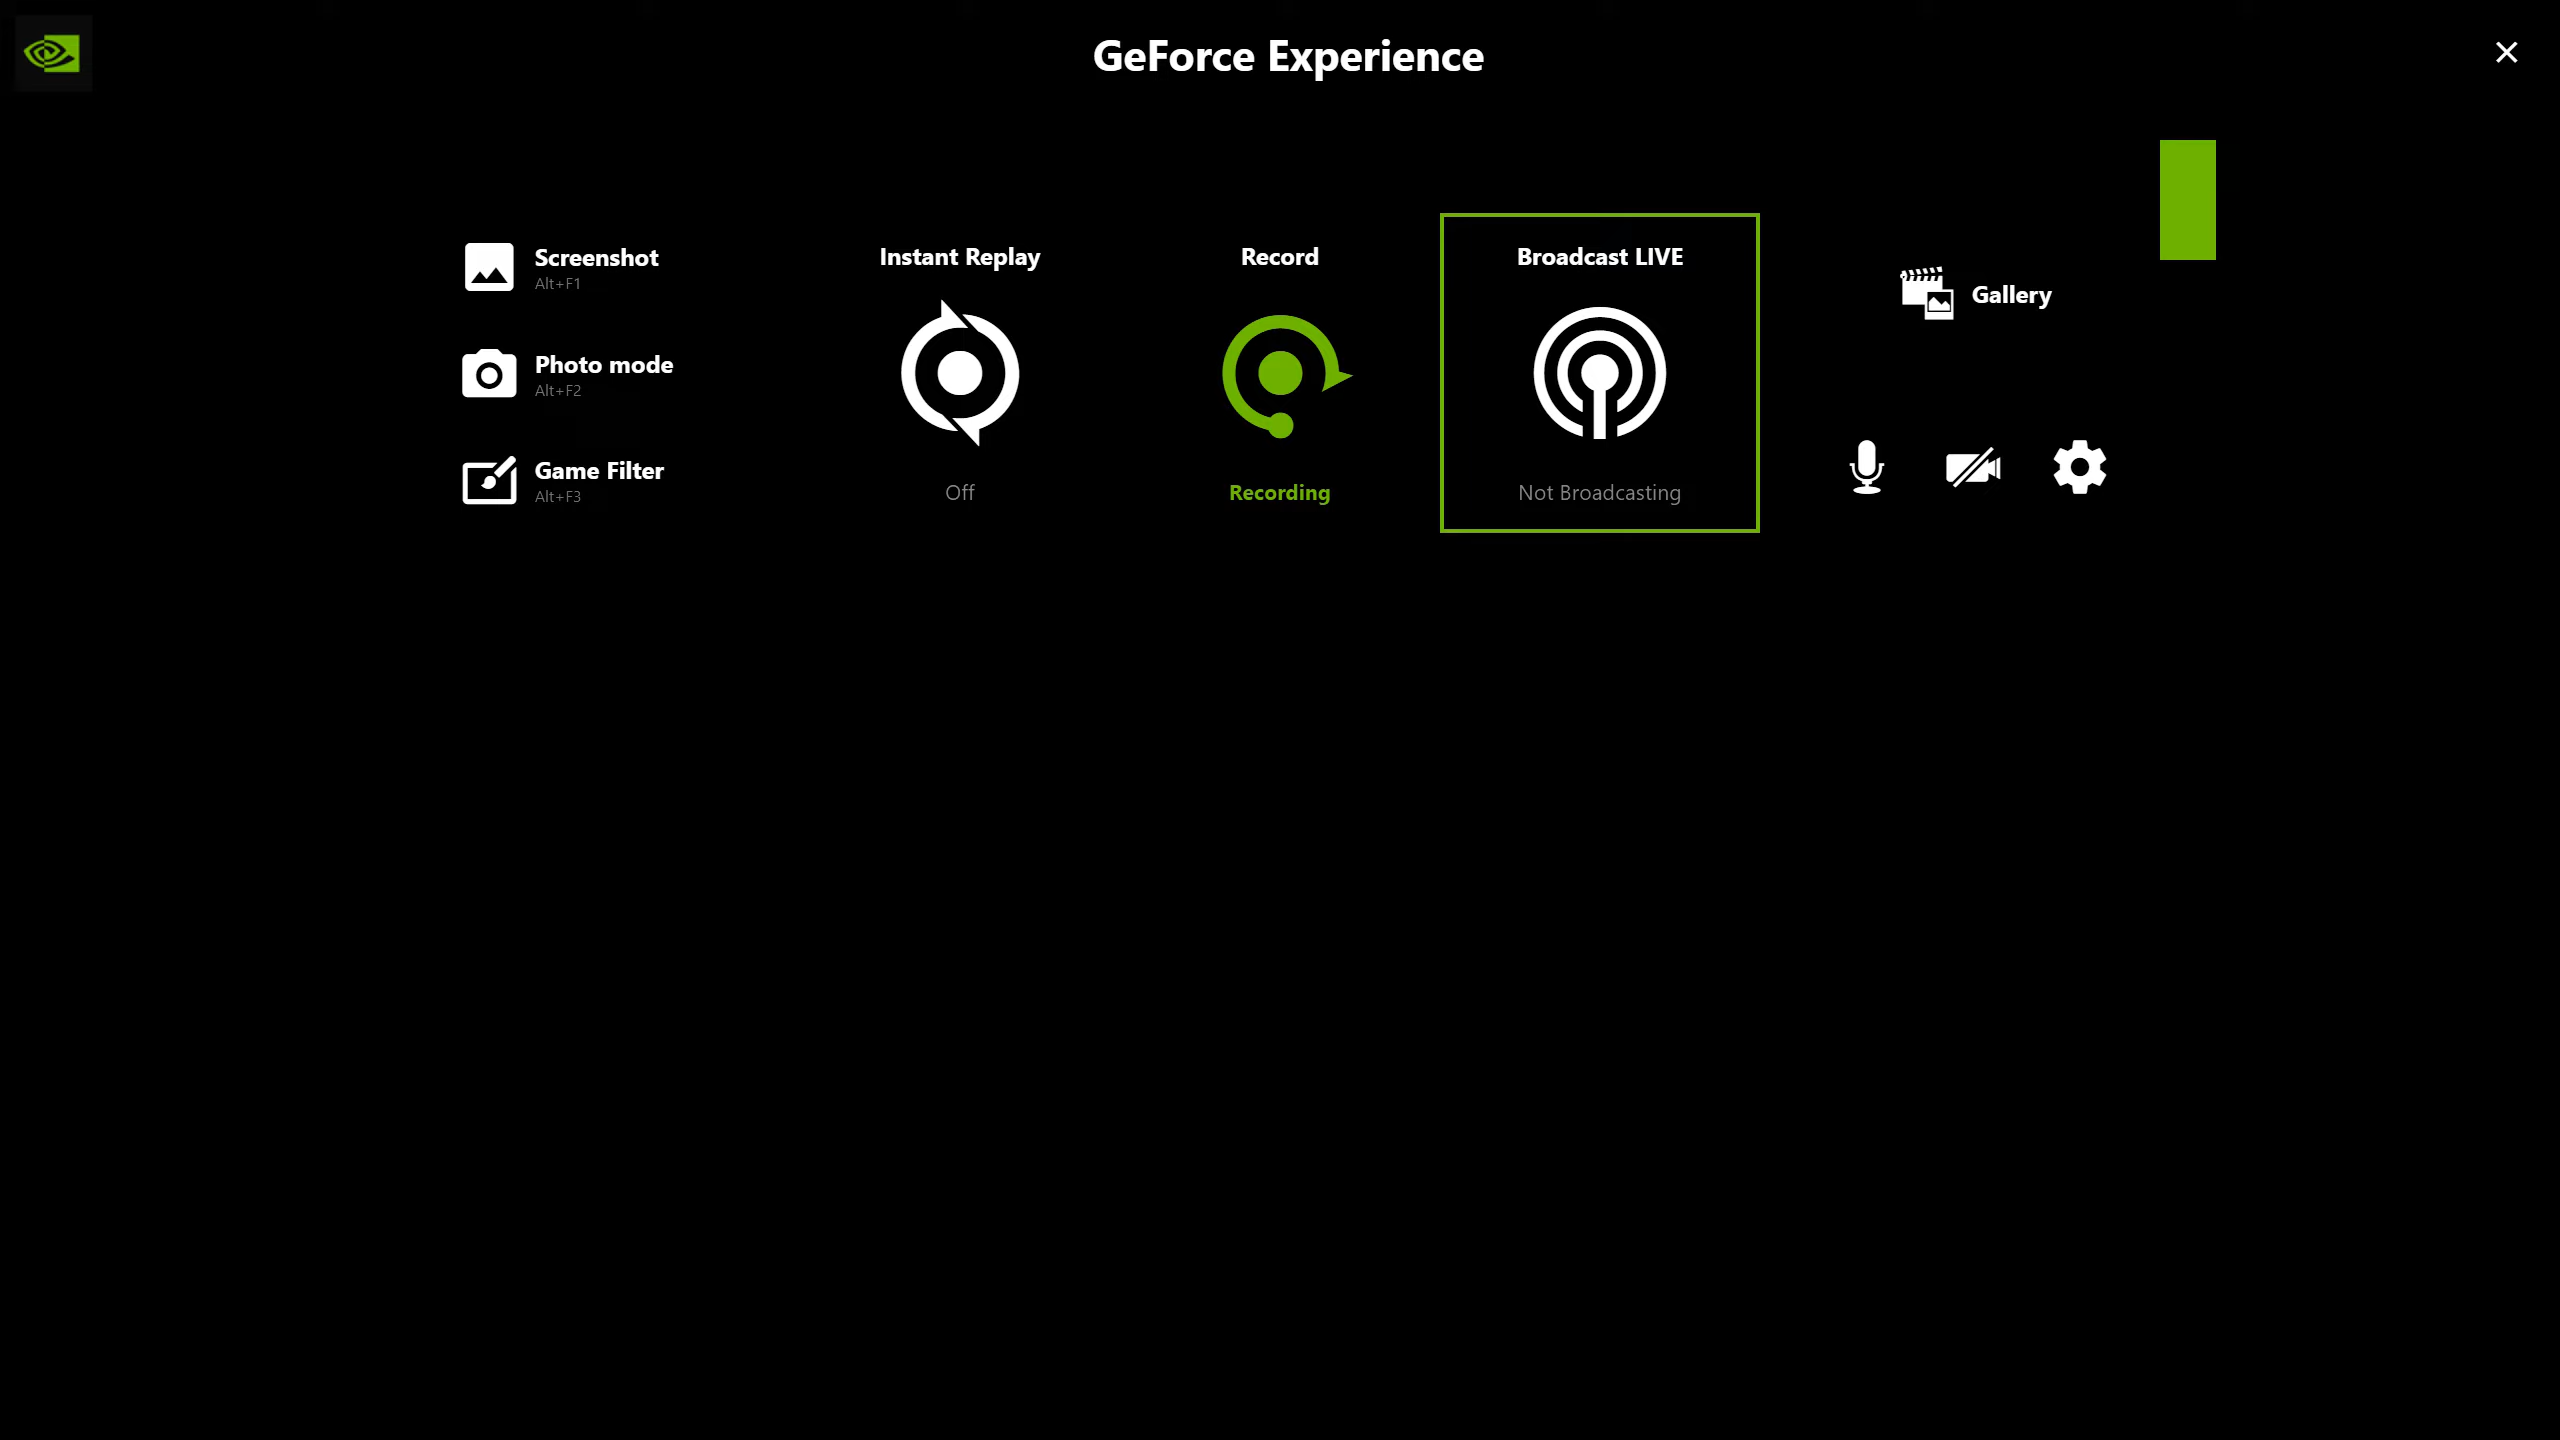 GeForce Experience
Screenshot
Alt+F1
Photo mode
Alt+F2
Game Filter
Alt+F3
Instant Replay
Off
Record
Recording
Broadcast LIVE
Not Broadcasting
Gallery